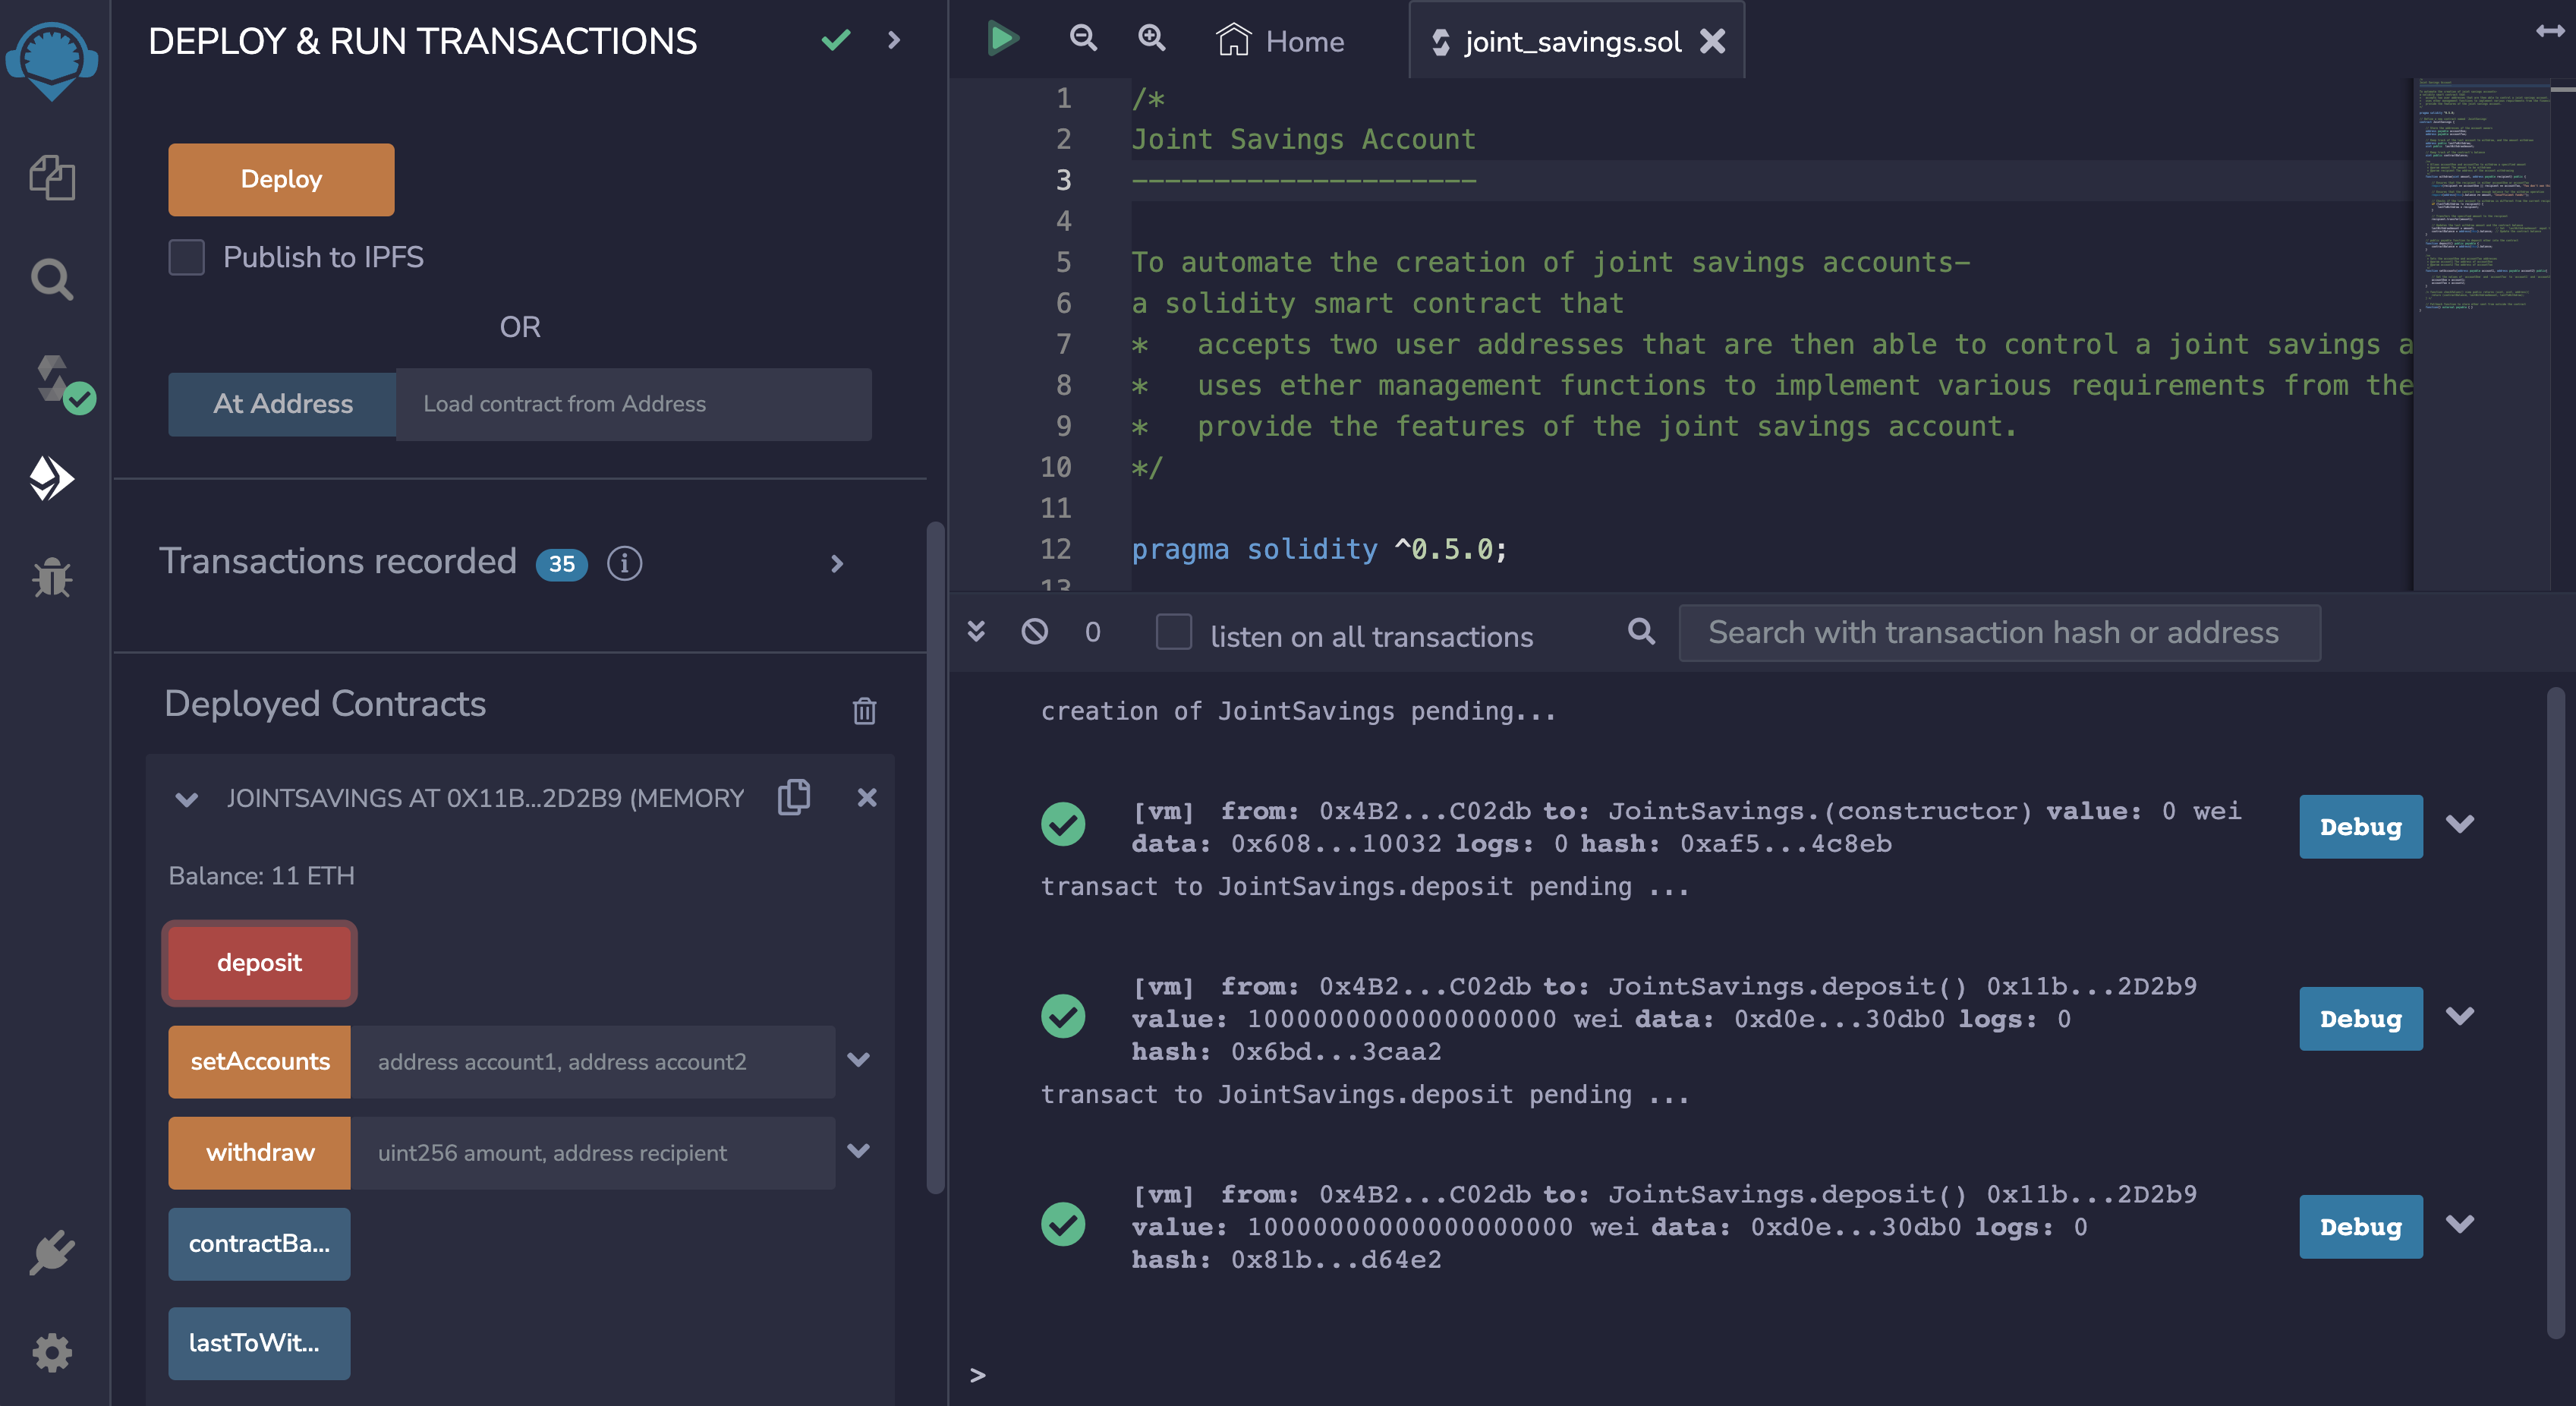 DEPLOY & RUN TRANSACTIONS
Deploy
Publish to IPFS
OR
At Address
Load contract from Address
Transactions recorded 35 i
Deployed Contracts
JOINTSAVINGS AT 0X11B...2D2B9 (MEMORY
Balance: 11 ETH
deposit
setAccounts
address account1, address account2
withdraw
uint256 amount, address recipient
contractBa...
lastToWit...
Home
joint_savings.sol
1 /*
2 Joint Savings Account
3 ---------------------
4
5 To automate the creation of joint savings accounts-
6 a solidity smart contract that
7 *   accepts two user addresses that are then able to control a joint savings a
8 *   uses ether management functions to implement various requirements from the
9 *   provide the features of the joint savings account.
10 */
11
12 pragma solidity ^0.5.0;
13
0
listen on all transactions
Search with transaction hash or address
creation of JointSavings pending...
[vm] from: 0x4B2...C02db to: JointSavings.(constructor) value: 0 wei
data: 0x608...10032 logs: 0 hash: 0xaf5...4c8eb
Debug
transact to JointSavings.deposit pending ...
[vm] from: 0x4B2...C02db to: JointSavings.deposit() 0x11b...2D2b9
value: 1000000000000000000 wei data: 0xd0e...30db0 logs: 0
hash: 0x6bd...3caa2
Debug
transact to JointSavings.deposit pending ...
[vm] from: 0x4B2...C02db to: JointSavings.deposit() 0x11b...2D2b9
value: 10000000000000000000 wei data: 0xd0e...30db0 logs: 0
hash: 0x81b...d64e2
Debug
>